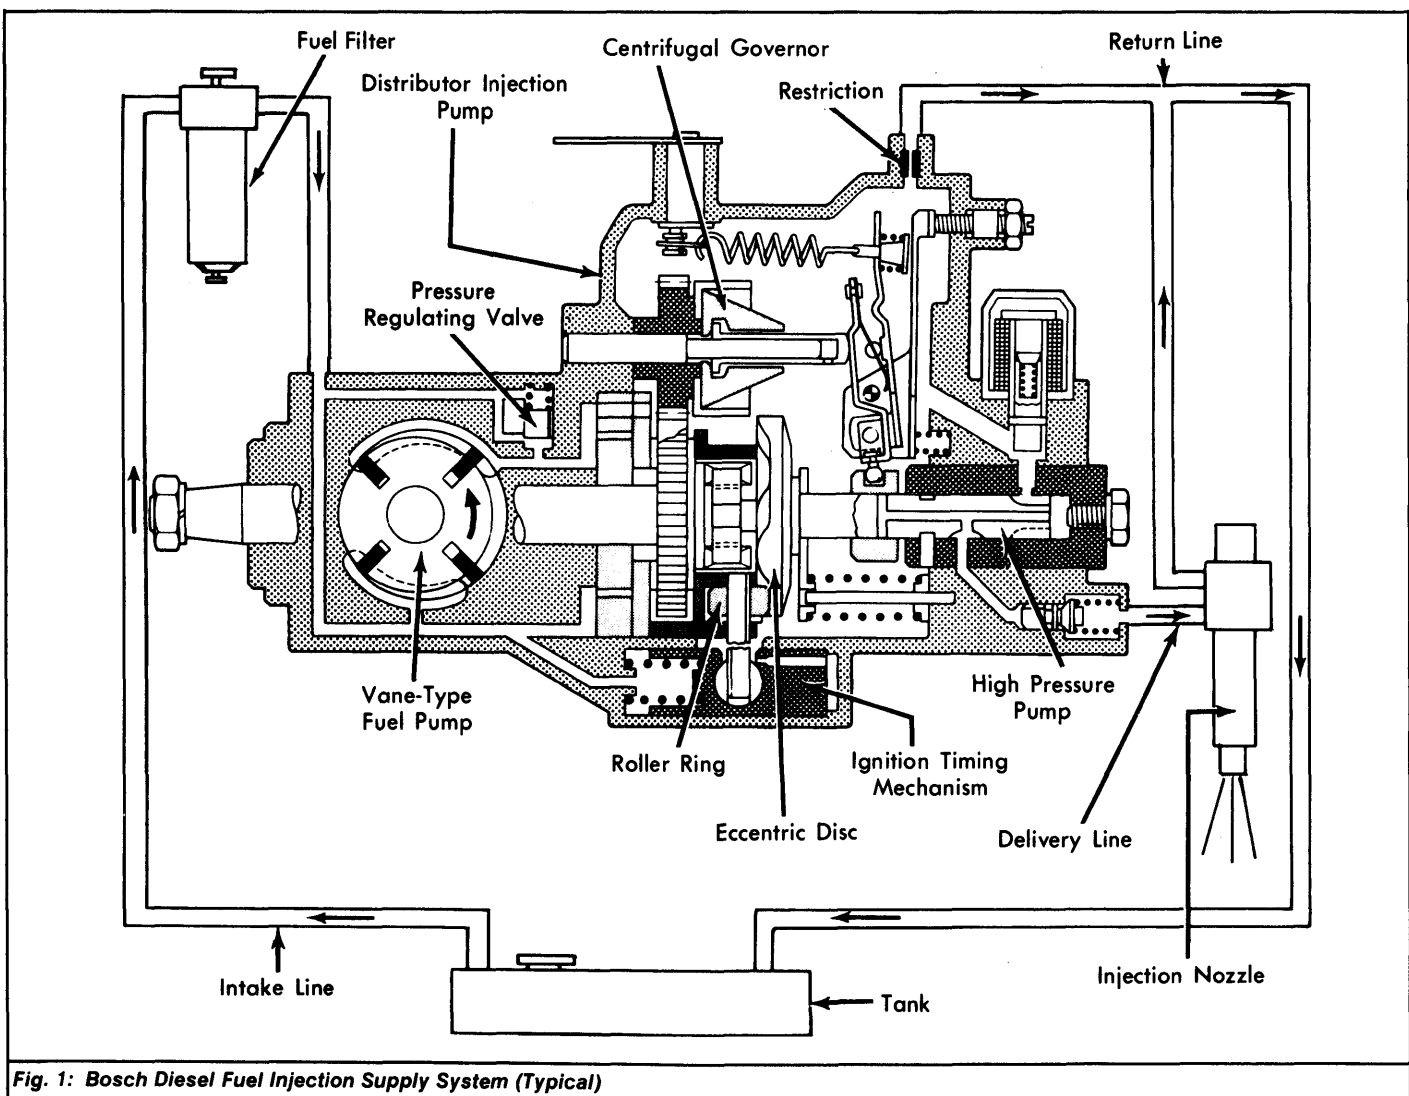 Fuel Filter
Centrifugal Governor
Return Line
Distributor Injection
Pump
Restriction
Pressure
Regulating Valve
Vane-Type
Fuel Pump
High Pressure
Pump
Roller Ring
Ignition Timing
Mechanism
Eccentric Disc
Delivery Line
Intake Line
Tank
Injection Nozzle
Fig. 1: Bosch Diesel Fuel Injection Supply System (Typical)